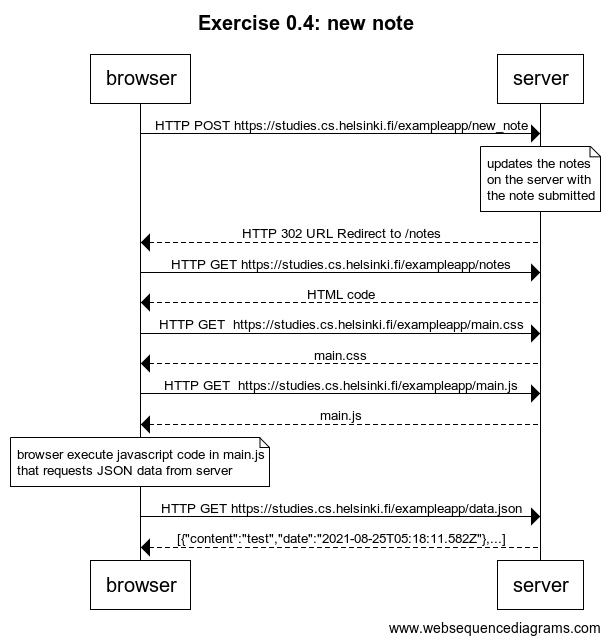 Exercise 0.4: new note
browser
server
HTTP POST https://studies.cs.helsinki.fi/exampleapp/new_note
updates the notes
on the server with
the note submitted
HTTP 302 URL Redirect to /notes
HTTP GET https://studies.cs.helsinki.fi/exampleapp/notes
HTML code
HTTP GET  https://studies.cs.helsinki.fi/exampleapp/main.css
main.css
HTTP GET  https://studies.cs.helsinki.fi/exampleapp/main.js
main.js
browser execute javascript code in main.js
that requests JSON data from server
HTTP GET https://studies.cs.helsinki.fi/exampleapp/data.json
[{"content":"test","date":"2021-08-25T05:18:11.582Z"},...]
browser
server
www.websequencediagrams.com